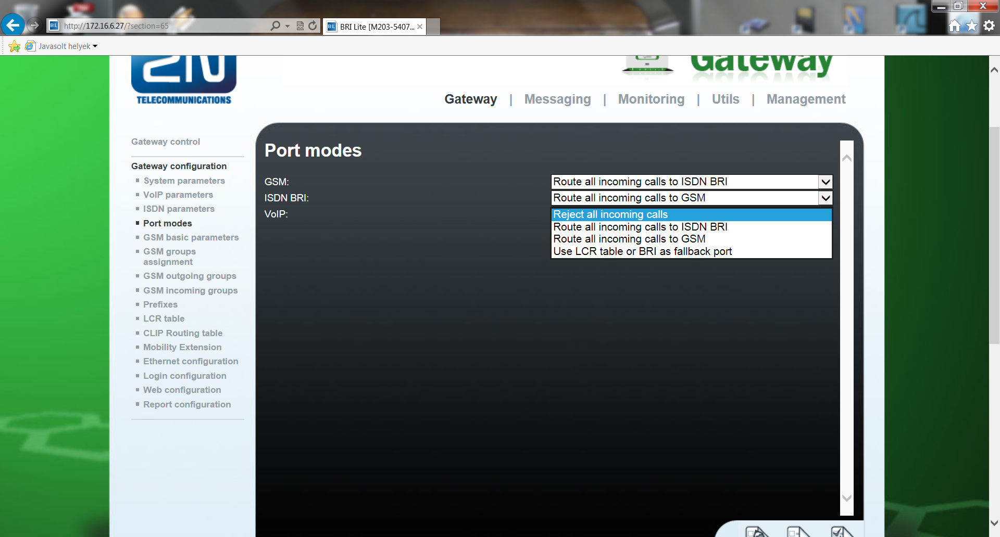 http://172.16.6.27/?section=65
BL
BRI Lite [M203-5407...
Javasolt helyek
2N
TELECOMMUNICATIONS
Gateway
Gateway | Messaging | Monitoring | Utils | Management
Gateway control
Gateway configuration
System parameters
VoIP parameters
ISDN parameters
Port modes
GSM basic parameters
GSM groups
assignment
GSM outgoing groups
GSM incoming groups
Prefixes
LCR table
CLIP Routing table
Mobility Extension
Ethernet configuration
Login configuration
Web configuration
Report configuration
Port modes
GSM: Route all incoming calls to ISDN BRI
ISDN BRI: Route all incoming calls to GSM
VoIP:
Reject all incoming calls
Route all incoming calls to ISDN BRI
Route all incoming calls to GSM
Use LCR table or BRI as fallback port